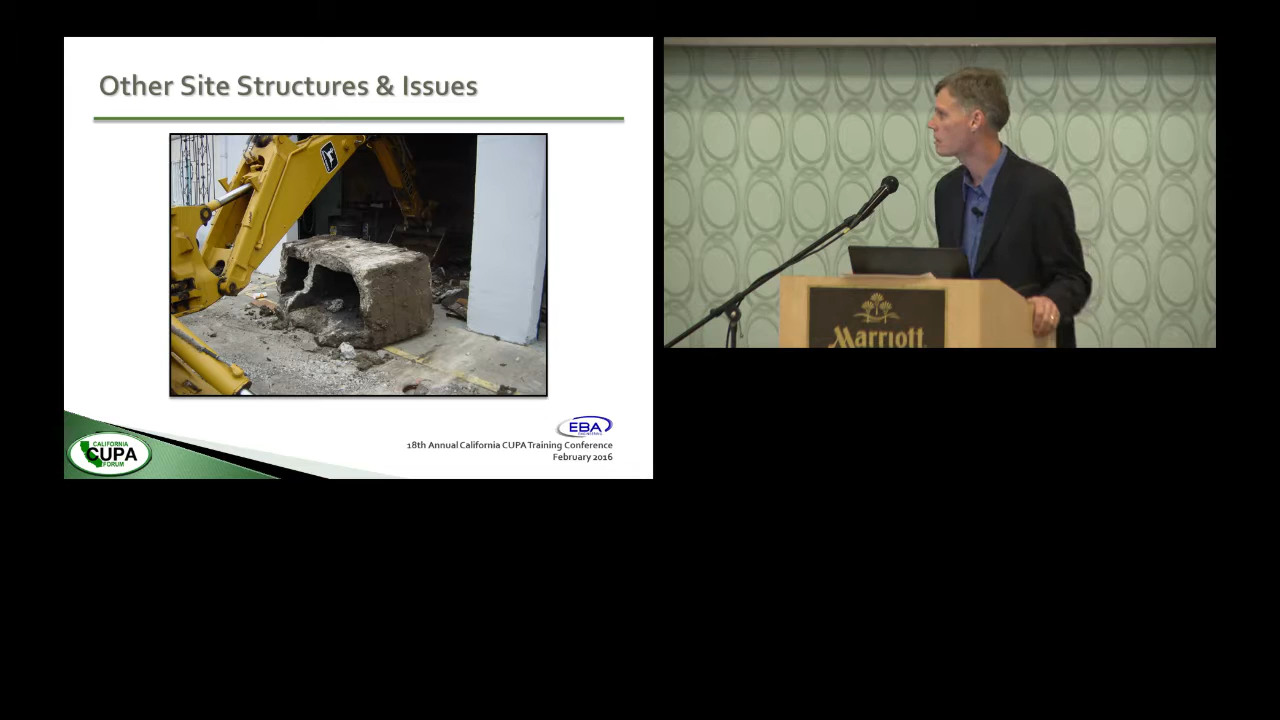 Other Site Structures & Issues
EBA
18th Annual California CUPA Training Conference
February 2016
CALIFORNIA
CUPA
FORUM
Marriott